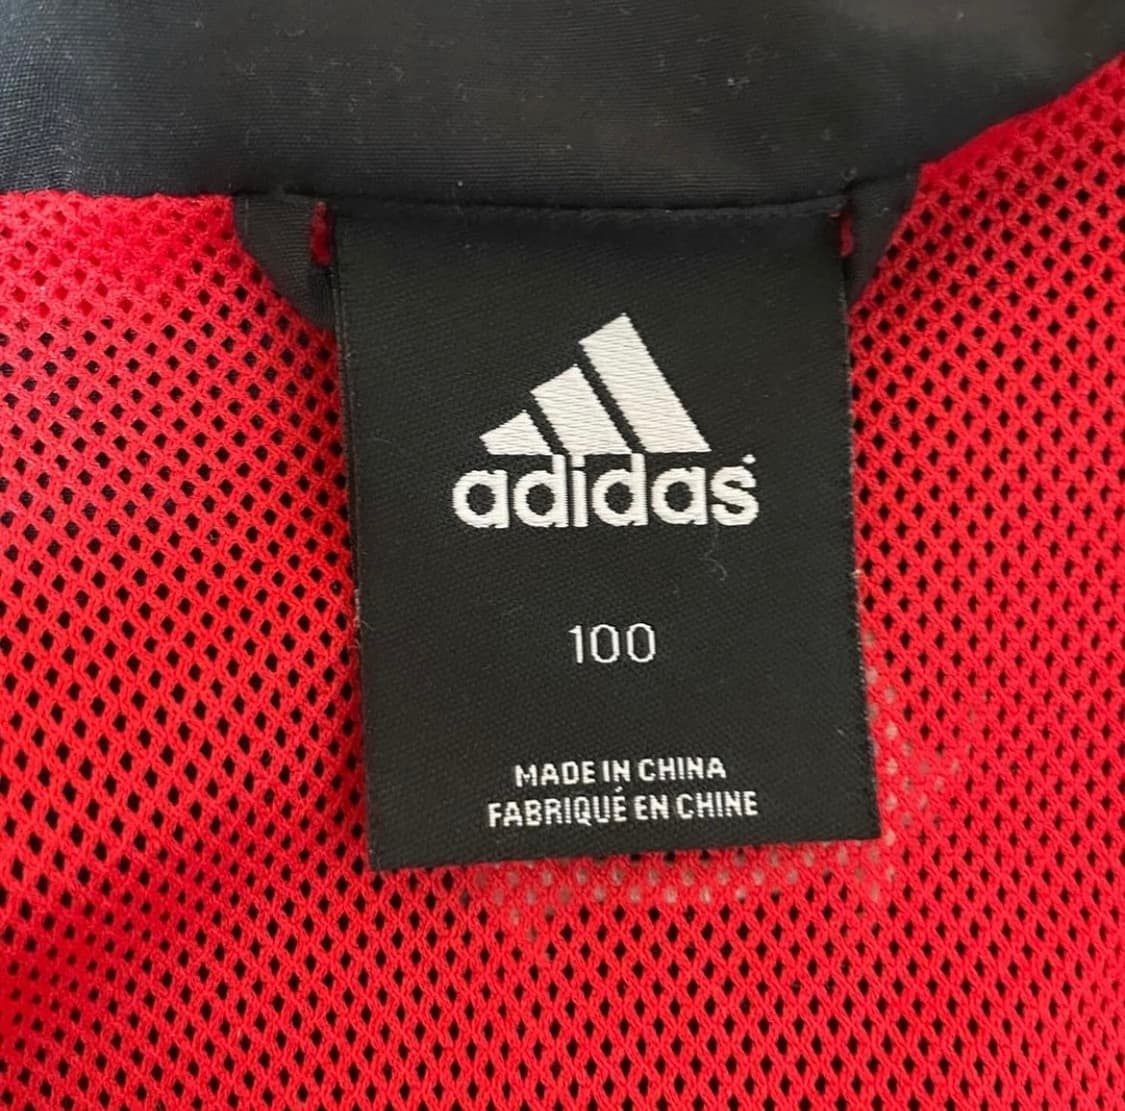 adidas
100
MADE IN CHINA
FABRIQUÉ EN CHINE